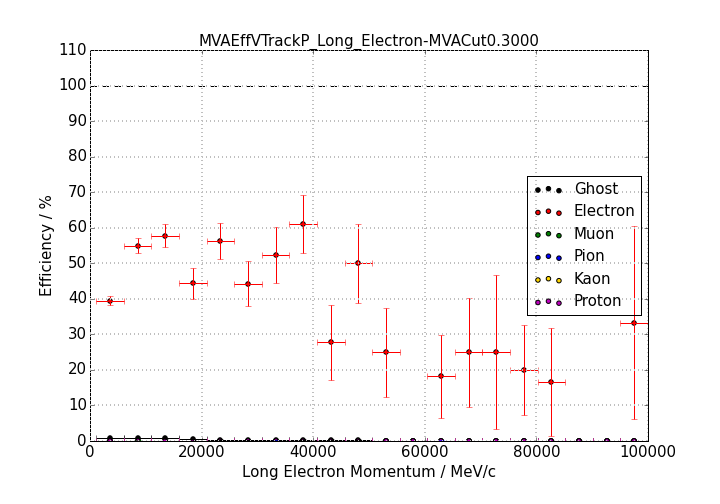 MVAEffVTrackP_Long_Electron-MVACut0.3000
110
100
90
80
70
60
50
40
30
20
10
0
Efficiency / %
Ghost
Electron
Muon
Pion
Kaon
Proton
0 20000 40000 60000 80000 100000
Long Electron Momentum / MeV/c